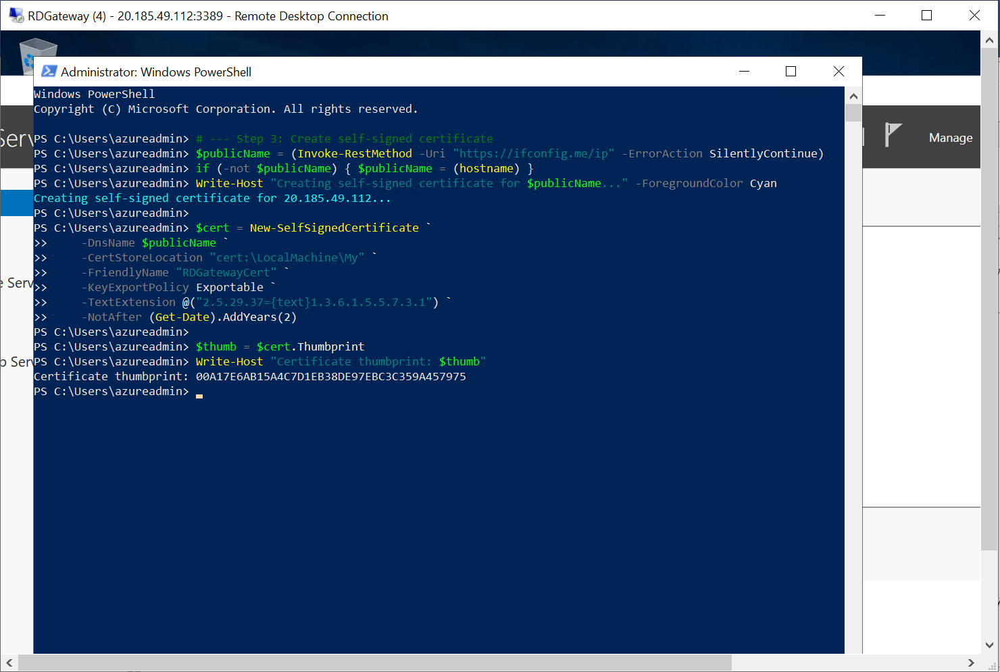 RDGateway (4) - 20.185.49.112:3389 - Remote Desktop Connection
Administrator: Windows PowerShell
Windows PowerShell
Copyright (C) Microsoft Corporation. All rights reserved.
PS C:\Users\azureadmin> # --- Step 3: Create self-signed certificate
PS C:\Users\azureadmin> $publicName = (Invoke-RestMethod -Uri "https://ifconfig.me/ip" -ErrorAction SilentlyContinue)
PS C:\Users\azureadmin> if (-not $publicName) { $publicName = (hostname) }
PS C:\Users\azureadmin> Write-Host "Creating self-signed certificate for $publicName..." -ForegroundColor Cyan
Creating self-signed certificate for 20.185.49.112...
PS C:\Users\azureadmin>
PS C:\Users\azureadmin> $cert = New-SelfSignedCertificate `
>>     -DnsName $publicName `
>>     -CertStoreLocation "cert:\LocalMachine\My" `
>>     -FriendlyName "RDGatewayCert" `
>>     -KeyExportPolicy Exportable `
>>     -TextExtension @("2.5.29.37={text}1.3.6.1.5.5.7.3.1") `
>>     -NotAfter (Get-Date).AddYears(2)
PS C:\Users\azureadmin>
PS C:\Users\azureadmin> $thumb = $cert.Thumbprint
PS C:\Users\azureadmin> Write-Host "Certificate thumbprint: $thumb"
Certificate thumbprint: 00A17E6AB15A4C7D1EB38DE97EBC3C359A457975
PS C:\Users\azureadmin>
Serv
e Serv
p Serv
Manage